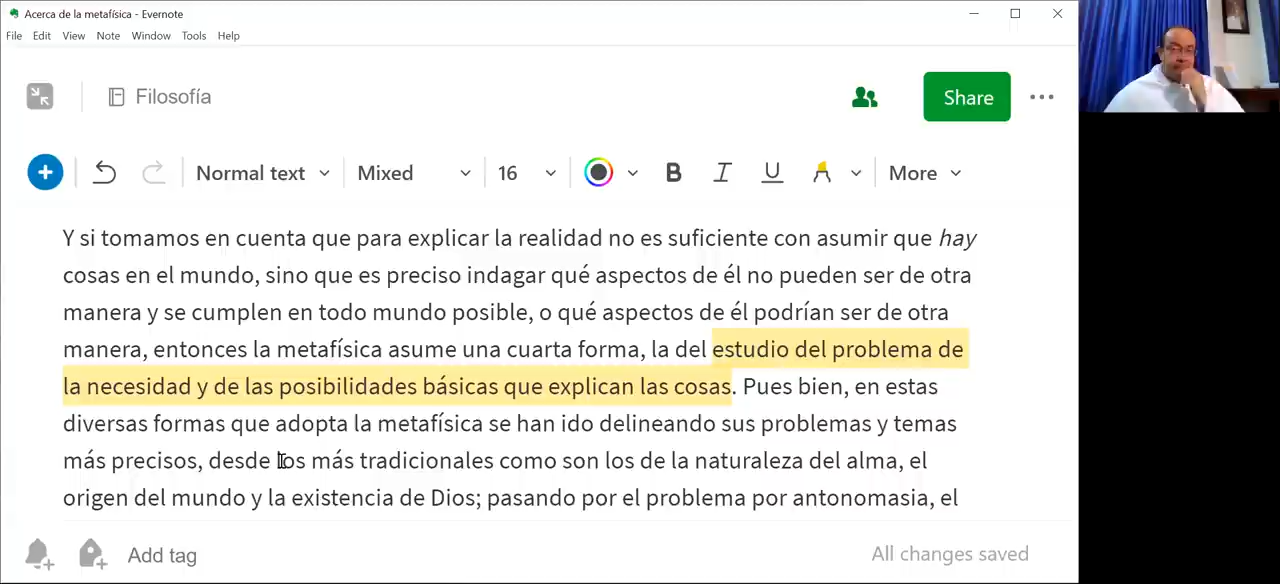 Acerca de la metafísica - Evernote
File Edit View Note Window Tools Help
Filosofía
Share
Normal text
Mixed
16
B I U
More
Y si tomamos en cuenta que para explicar la realidad no es suficiente con asumir que hay
cosas en el mundo, sino que es preciso indagar qué aspectos de él no pueden ser de otra
manera y se cumplen en todo mundo posible, o qué aspectos de él podrían ser de otra
manera, entonces la metafísica asume una cuarta forma, la del estudio del problema de
la necesidad y de las posibilidades básicas que explican las cosas. Pues bien, en estas
diversas formas que adopta la metafísica se han ido delineando sus problemas y temas
más precisos, desde los más tradicionales como son los de la naturaleza del alma, el
origen del mundo y la existencia de Dios; pasando por el problema por antonomasia, el
Add tag
All changes saved